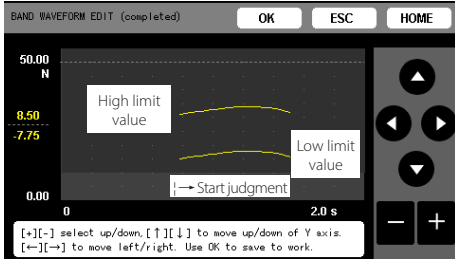 BAND WAVEFORM EDIT (completed)
OK
ESC
HOME
50.00
N
High limit
value
8.50
-7.75
Low limit
value
→ Start judgment
0.00
0
2.0 s
[+][-] select up/down,[↑][↓] to move up/down of Y axis.
[←][→] to move left/right. Use OK to save to work.
− +